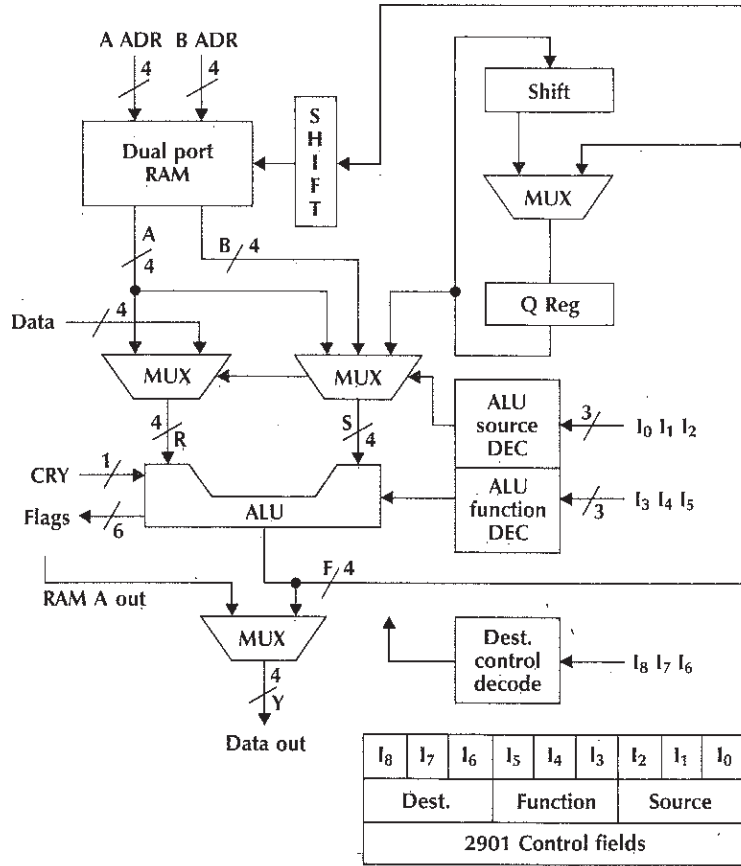 A ADR B ADR
4 4
Dual port
RAM
S
H
I
F
T
Shift
MUX
Q Reg
A
4
B 4
Data 4
MUX
MUX
4
R
S
4
ALU
source
DEC
3
I₀ I₁ I₂
CRY 1
Flags 6
ALU
ALU
function
DEC
3
I₃ I₄ I₅
RAM A out
F 4
MUX
4
Y
Data out
Dest.
control
decode
I₈ I₇ I₆
I₈ I₇ I₆ I₅ I₄ I₃ I₂ I₁ I₀
Dest. Function Source
2901 Control fields